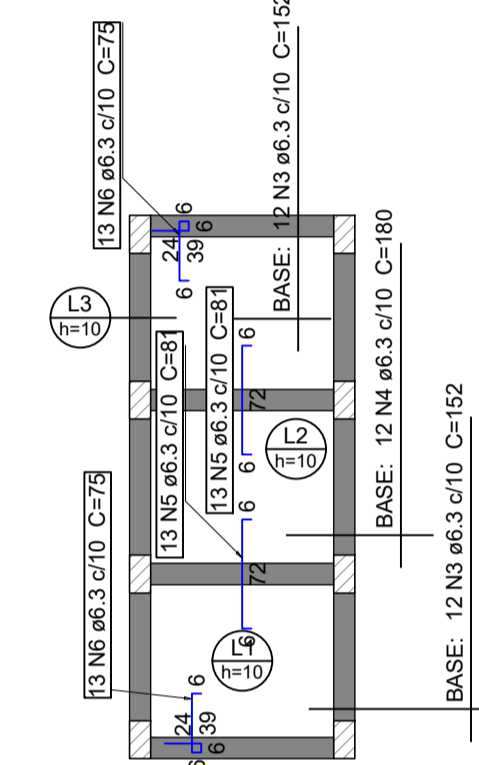 13 N6 ø6.3 c/10 C=75
BASE: 12 N3 ø6.3 c/10 C=152
6
6
24
39
6
L3
h=10
13 N5 ø6.3 c/10 C=81
13 N5 ø6.3 c/10 C=81
6
72
6
BASE: 12 N4 ø6.3 c/10 C=180
L2
h=10
6
72
6
L1
h=10
BASE: 12 N3 ø6.3 c/10 C=152
13 N6 ø6.3 c/10 C=75
6
24
39
6
6